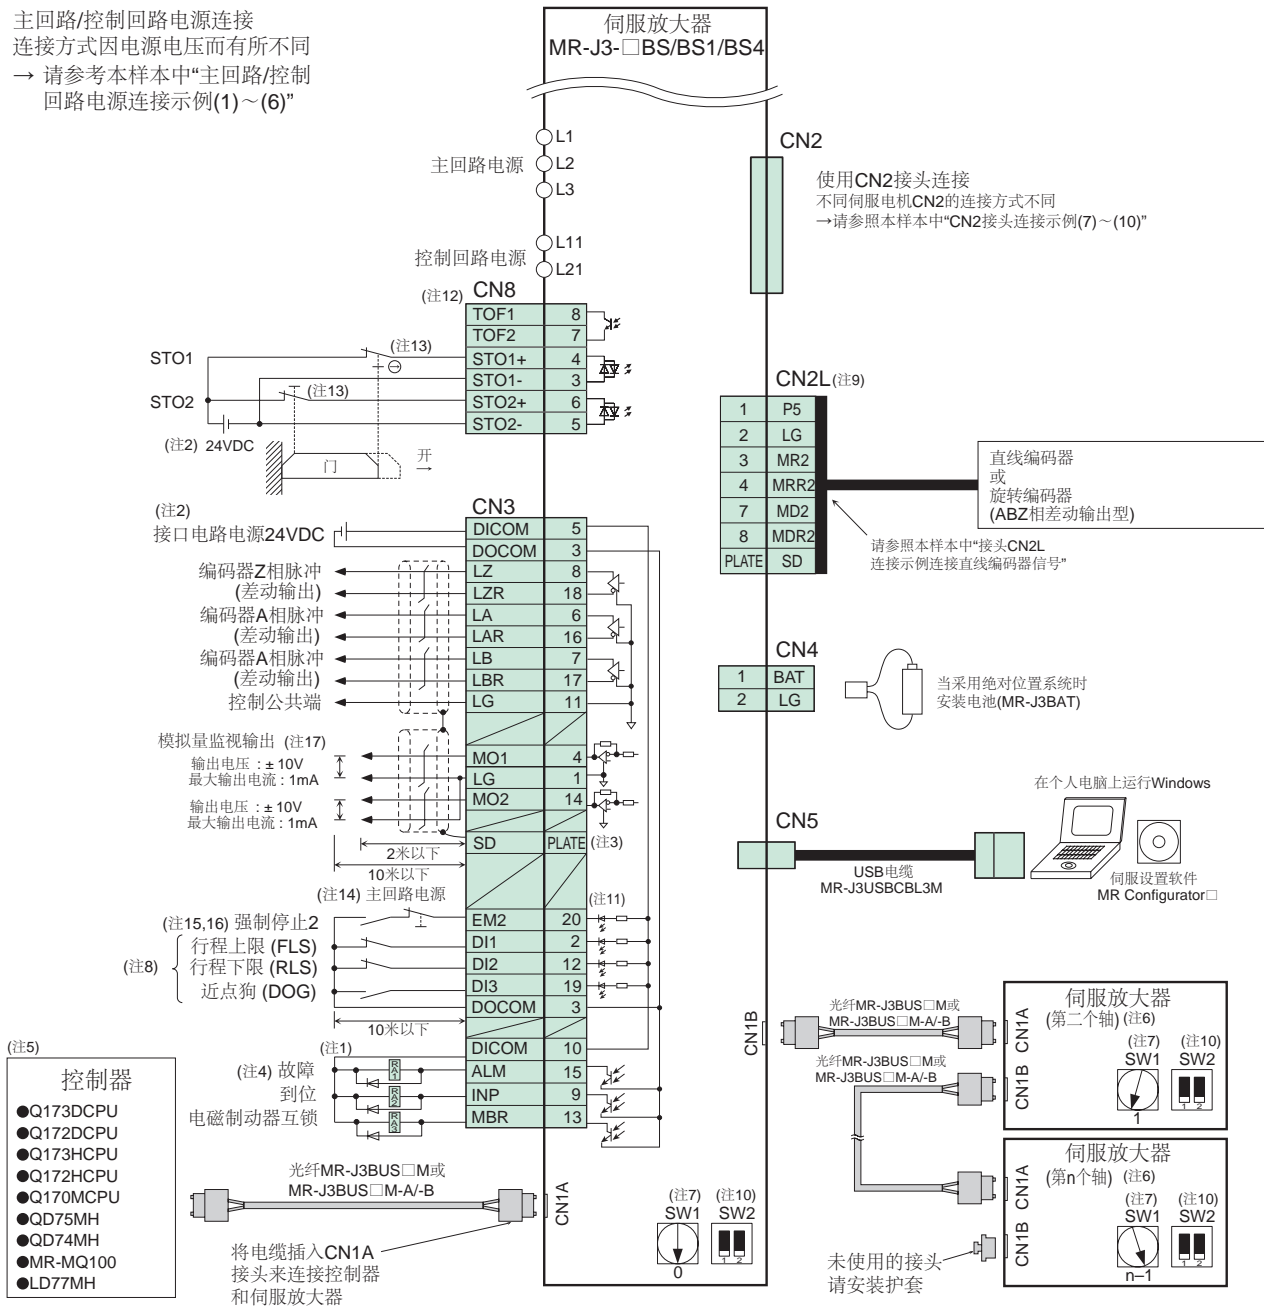 主回路/控制回路电源连接
连接方式因电源电压而有所不同
→ 请参考本样本中“主回路/控制
回路电源连接示例(1)～(6)”
伺服放大器
MR-J3-□BS/BS1/BS4
主回路电源
L1
L2
L3
控制回路电源
L11
L21
CN2
使用CN2接头连接
不同伺服电机CN2的连接方式不同
→请参照本样本中“CN2接头连接示例(7)～(10)”
(注12) CN8
TOF1 8
TOF2 7
STO1+ 4
STO1- 3
STO2+ 6
STO2- 5
STO1
(注13)
STO2
(注13)
(注2) 24VDC
门
开
→
CN2L(注9)
1 P5
2 LG
3 MR2
4 MRR2
7 MD2
8 MDR2
PLATE SD
直线编码器
或
旋转编码器
(ABZ相差动输出型)
请参照本样本中“接头CN2L
连接示例连接直线编码器信号”
(注2)
接口电路电源24VDC
CN3
DICOM 5
DOCOM 3
编码器Z相脉冲
(差动输出)
LZ 8
LZR 18
编码器A相脉冲
(差动输出)
LA 6
LAR 16
编码器A相脉冲
(差动输出)
LB 7
LBR 17
控制公共端
LG 11
模拟量监视输出 (注17)
输出电压 : ± 10V
最大输出电流 : 1mA
MO1 4
LG 1
输出电压 : ± 10V
最大输出电流 : 1mA
MO2 14
SD PLATE (注3)
2米以下
10米以下
CN4
1 BAT
2 LG
当采用绝对位置系统时
安装电池(MR-J3BAT)
CN5
USB电缆
MR-J3USBCBL3M
在个人电脑上运行Windows
伺服设置软件
MR Configurator□
(注14) 主回路电源
(注11)
(注15,16) 强制停止2
EM2 20
(注8)
行程上限 (FLS)
DI1 2
行程下限 (RLS)
DI2 12
近点狗 (DOG)
DI3 19
DOCOM 3
10米以下
(注1)
DICOM 10
(注4) 故障
RA1
ALM 15
到位
RA2
INP 9
电磁制动器互锁
RA3
MBR 13
(注5)
控制器
●Q173DCPU
●Q172DCPU
●Q173HCPU
●Q172HCPU
●Q170MCPU
●QD75MH
●QD74MH
●MR-MQ100
●LD77MH
光纤MR-J3BUS□M或
MR-J3BUS□M-A/-B
CN1A
将电缆插入CN1A
接头来连接控制器
和伺服放大器
(注7) (注10)
SW1 SW2
0
1 2
CN1B
光纤MR-J3BUS□M或
MR-J3BUS□M-A/-B
光纤MR-J3BUS□M或
MR-J3BUS□M-A/-B
伺服放大器
(第二个轴) (注6)
CN1A
CN1B
(注7) (注10)
SW1 SW2
1
1 2
伺服放大器
(第n个轴) (注6)
CN1A
CN1B
(注7) (注10)
SW1 SW2
n–1
1 2
未使用的接头
请安装护套